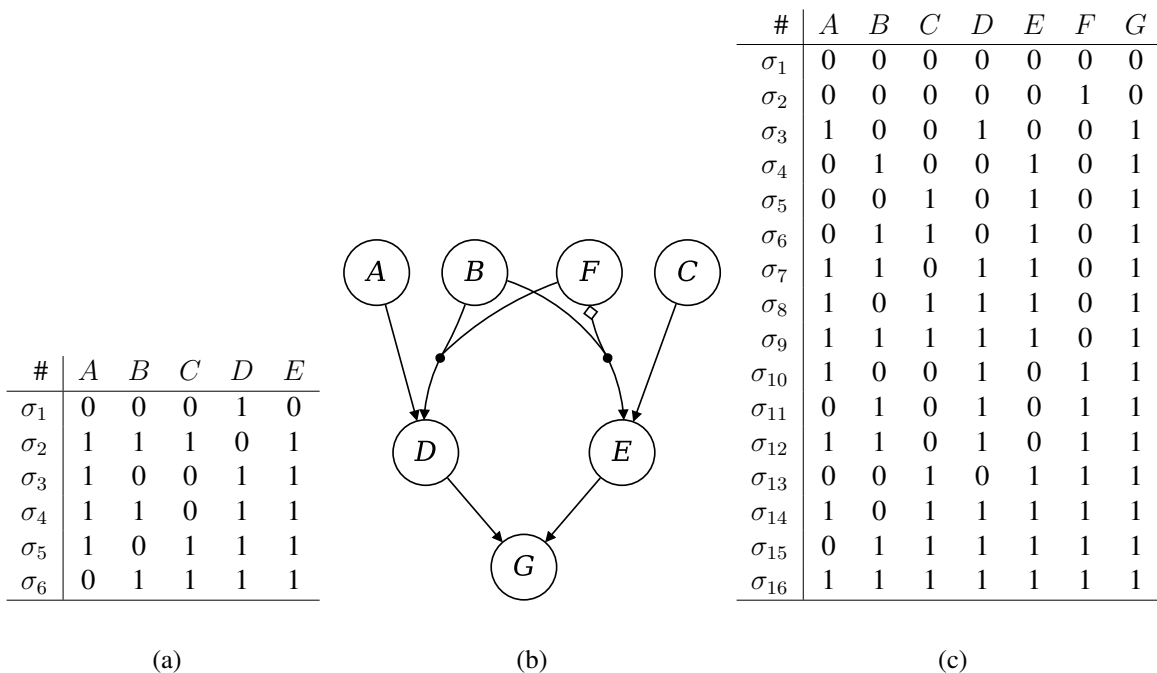 # A B C D E
σ1 0 0 0 1 0
σ2 1 1 1 0 1
σ3 1 0 0 1 1
σ4 1 1 0 1 1
σ5 1 0 1 1 1
σ6 0 1 1 1 1
(a)
A B F C
D E
G
(b)
# A B C D E F G
σ1 0 0 0 0 0 0 0
σ2 0 0 0 0 0 1 0
σ3 1 0 0 1 0 0 1
σ4 0 1 0 0 1 0 1
σ5 0 0 1 0 1 0 1
σ6 0 1 1 0 1 0 1
σ7 1 1 0 1 1 0 1
σ8 1 0 1 1 1 0 1
σ9 1 1 1 1 1 0 1
σ10 1 0 0 1 0 1 1
σ11 0 1 0 1 0 1 1
σ12 1 1 0 1 0 1 1
σ13 0 0 1 0 1 1 1
σ14 1 0 1 1 1 1 1
σ15 0 1 1 1 1 1 1
σ16 1 1 1 1 1 1 1
(c)